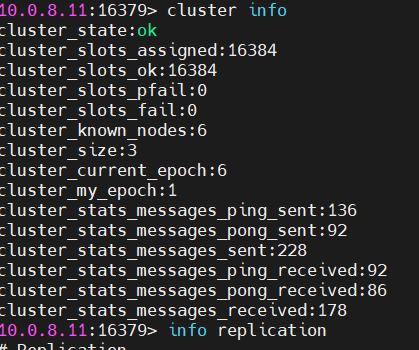 10.0.8.11:16379> cluster info
cluster_state:ok
cluster_slots_assigned:16384
cluster_slots_ok:16384
cluster_slots_pfail:0
cluster_slots_fail:0
cluster_known_nodes:6
cluster_size:3
cluster_current_epoch:6
cluster_my_epoch:1
cluster_stats_messages_ping_sent:136
cluster_stats_messages_pong_sent:92
cluster_stats_messages_sent:228
cluster_stats_messages_ping_received:92
cluster_stats_messages_pong_received:86
cluster_stats_messages_received:178
10.0.8.11:16379> info replication
# Replication